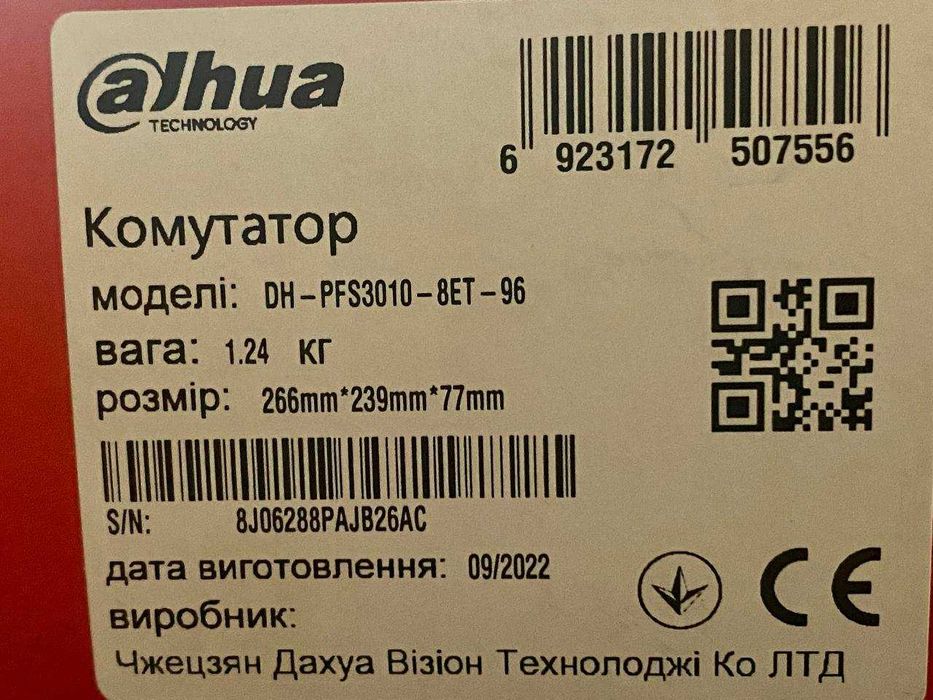 alhua
TECHNOLOGY
6 923172 507556
Комутатор
моделі: DH-PFS3010-8ET-96
вага: 1.24 кг
розмір: 266mm*239mm*77mm
S/N: 8J06288PAJB26AC
дата виготовлення: 09/2022
виробник:
CE
Чжецзян Дахуа Візіон Технолоджі Ко ЛТД